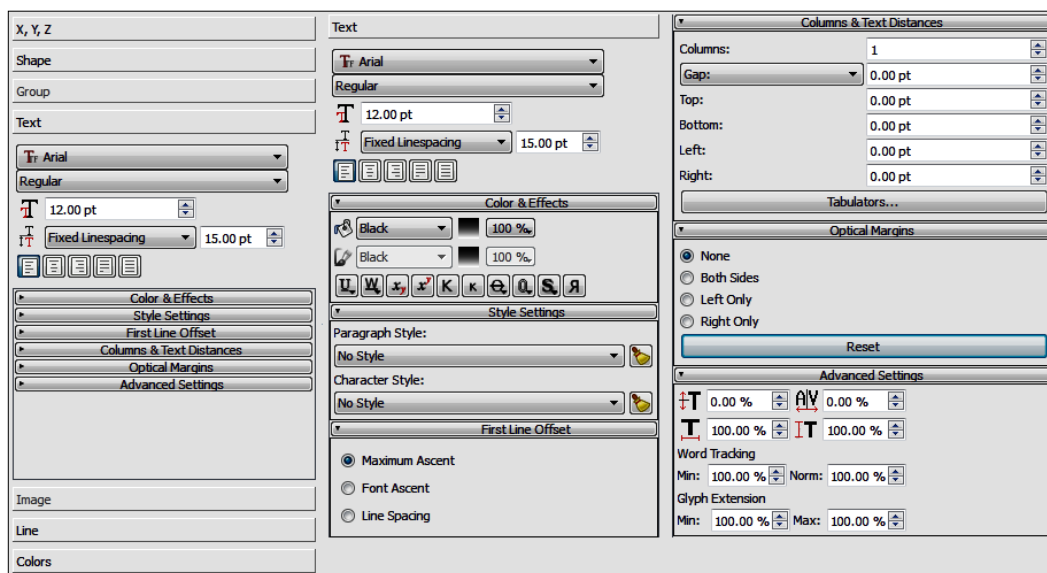 X, Y, Z
Shape
Group
Text
Arial
Regular
12.00 pt
Fixed Linespacing 15.00 pt
Color & Effects
Style Settings
First Line Offset
Columns & Text Distances
Optical Margins
Advanced Settings
Image
Line
Colors
Text
Arial
Regular
12.00 pt
Fixed Linespacing 15.00 pt
Color & Effects
Black 100 %
Black 100 %
U W x y x y K K O O S Я
Style Settings
Paragraph Style:
No Style
Character Style:
No Style
First Line Offset
Maximum Ascent
Font Ascent
Line Spacing
Columns & Text Distances
Columns: 1
Gap: 0.00 pt
Top: 0.00 pt
Bottom: 0.00 pt
Left: 0.00 pt
Right: 0.00 pt
Tabulators...
Optical Margins
None
Both Sides
Left Only
Right Only
Reset
Advanced Settings
T 0.00 % A|V 0.00 %
T 100.00 % T 100.00 %
Word Tracking
Min: 100.00 % Norm: 100.00 %
Glyph Extension
Min: 100.00 % Max: 100.00 %